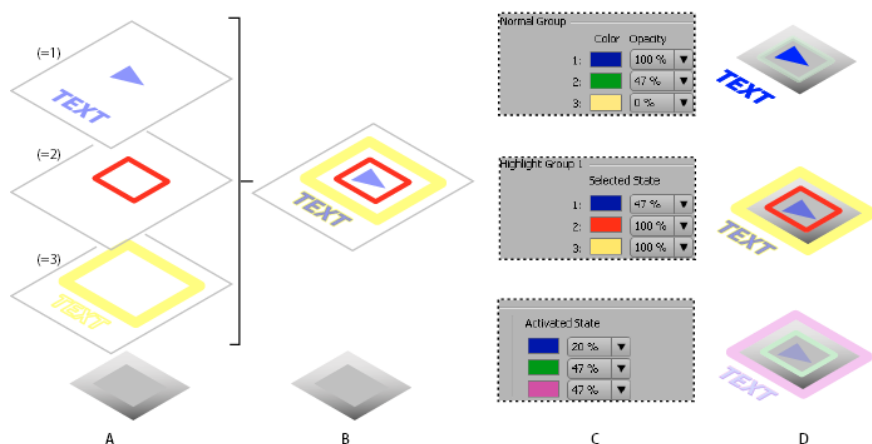 (=1)
TEXT
(=2)
(=3)
TEXT
TEXT
Normal Group
Color Opacity
1: 100 %
2: 47 %
3: 0 %
TEXT
Highlight Group 1
Selected State
1: 47 %
2: 100 %
3: 100 %
TEXT
Activated State
20 %
47 %
47 %
TEXT
A
B
C
D